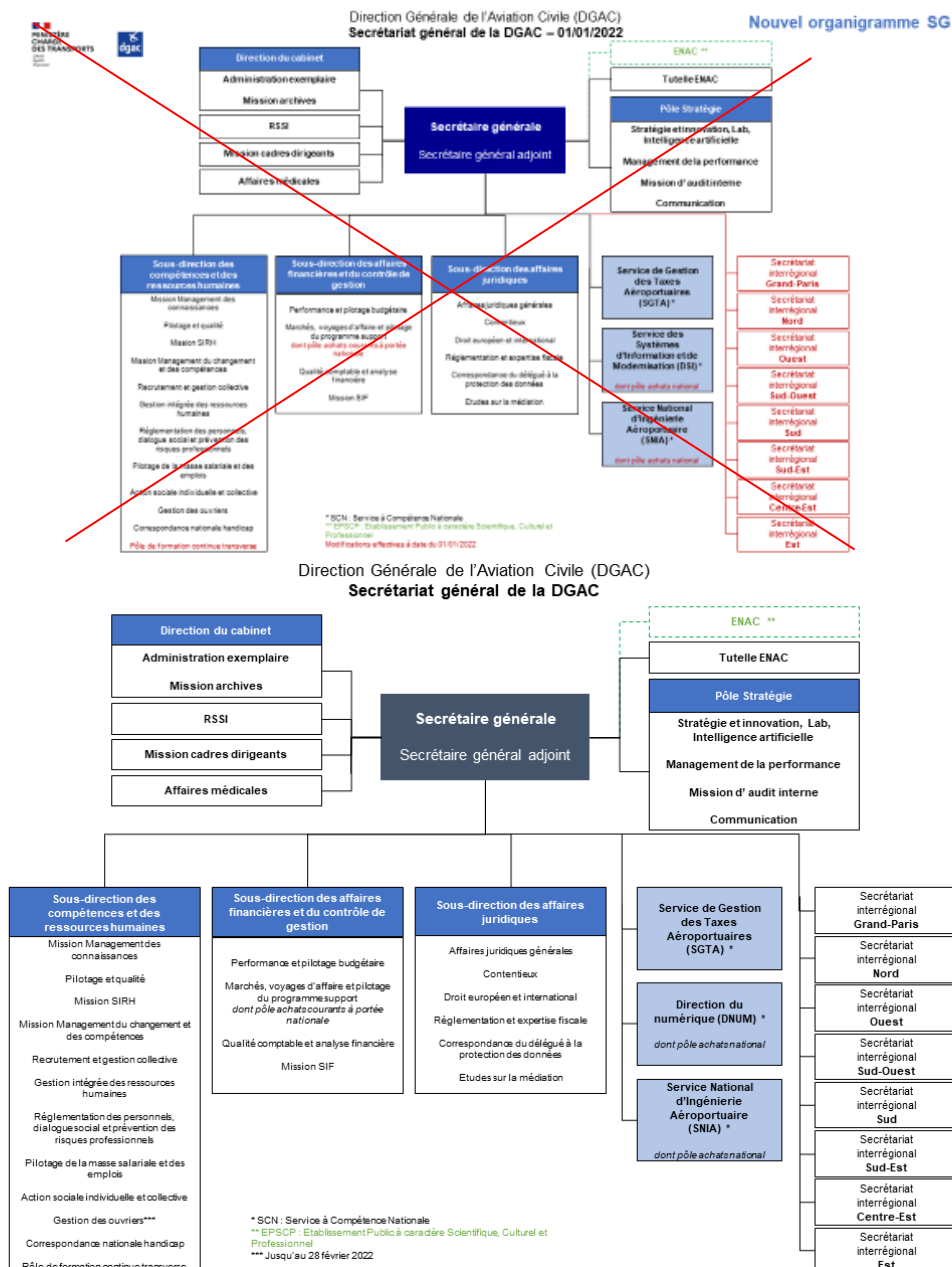 Direction Générale de l'Aviation Civile (DGAC)
Secrétariat général de la DGAC – 01/01/2022
Nouvel organigramme SG
MINISTÈRE
CHARGÉ
DES TRANSPORTS
dgac
Direction du cabinet
Administration exemplaire
Mission archives
RSSI
Mission cadres dirigeants
Affaires médicales
Secrétaire générale
Secrétaire général adjoint
ENAC **
Tutelle ENAC
Pôle Stratégie
Stratégie et innovation, Lab,
Intelligence artificielle
Management de la performance
Mission d' audit interne
Communication
Sous-direction des
compétences et des
ressources humaines
Mission Management des
connaissances
Pilotage et qualité
Mission SIRH
Mission Management du changement
et des compétences
Recrutement et gestion collective
Gestion intégrée des ressources
humaines
Réglementation des personnels,
dialogue social et prévention des
risques professionnels
Pilotage de la masse salariale et des
emplois
Action sociale individuelle et collective
Gestion des ouvriers
Correspondance nationale handicap
Pôle de formation continue transverse
Sous-direction des affaires
financières et du contrôle de
gestion
Performance et pilotage budgétaire
Marchés, voyages d'affaire et pilotage
du programme support
dont pôle achats courants à portée
nationale
Qualité comptable et analyse
financière
Mission SIF
Sous-direction des affaires
juridiques
Affaires juridiques générales
Contentieux
Droit européen et international
Réglementation et expertise fiscale
Correspondance du délégué à la
protection des données
Etudes sur la médiation
Service de Gestion
des Taxes
Aéroportuaires
(SGTA) *
Service des
Systèmes
d'Information et de
Modernisation (DSI) *
dont pôle achats national
Service National
d'Ingénierie
Aéroportuaire
(SNIA) *
dont pôle achats national
Secrétariat
interrégional
Grand-Paris
Secrétariat
interrégional
Nord
Secrétariat
interrégional
Ouest
Secrétariat
interrégional
Sud-Ouest
Secrétariat
interrégional
Sud
Secrétariat
interrégional
Sud-Est
Secrétariat
interrégional
Centre-Est
Secrétariat
interrégional
Est
* SCN : Service à Compétence Nationale
** EPSCP : Etablissement Public à caractère Scientifique, Culturel et
Professionnel
Modifications effectives à date du 01/01/2022
Direction Générale de l'Aviation Civile (DGAC)
Secrétariat général de la DGAC
Direction du cabinet
Administration exemplaire
Mission archives
RSSI
Mission cadres dirigeants
Affaires médicales
Secrétaire générale
Secrétaire général adjoint
ENAC **
Tutelle ENAC
Pôle Stratégie
Stratégie et innovation, Lab,
Intelligence artificielle
Management de la performance
Mission d' audit interne
Communication
Sous-direction des
compétences et des
ressources humaines
Mission Management des
connaissances
Pilotage et qualité
Mission SIRH
Mission Management du changement et
des compétences
Recrutement et gestion collective
Gestion intégrée des ressources
humaines
Réglementation des personnels,
dialogue social et prévention des
risques professionnels
Pilotage de la masse salariale et des
emplois
Action sociale individuelle et collective
Gestion des ouvriers***
Correspondance nationale handicap
Pôle de formation continue transverse
Sous-direction des affaires
financières et du contrôle de
gestion
Performance et pilotage budgétaire
Marchés, voyages d'affaire et pilotage
du programme support
dont pôle achats courants à portée
nationale
Qualité comptable et analyse financière
Mission SIF
Sous-direction des affaires
juridiques
Affaires juridiques générales
Contentieux
Droit européen et international
Réglementation et expertise fiscale
Correspondance du délégué à la
protection des données
Etudes sur la médiation
Service de Gestion
des Taxes
Aéroportuaires
(SGTA) *
Direction du
numérique (DNUM) *
dont pôle achats national
Service National
d'Ingénierie
Aéroportuaire
(SNIA) *
dont pôle achats national
Secrétariat
interrégional
Grand-Paris
Secrétariat
interrégional
Nord
Secrétariat
interrégional
Ouest
Secrétariat
interrégional
Sud-Ouest
Secrétariat
interrégional
Sud
Secrétariat
interrégional
Sud-Est
Secrétariat
interrégional
Centre-Est
Secrétariat
interrégional
Est
* SCN : Service à Compétence Nationale
** EPSCP : Etablissement Public à caractère Scientifique, Culturel et
Professionnel
*** Jusqu'au 28 février 2022